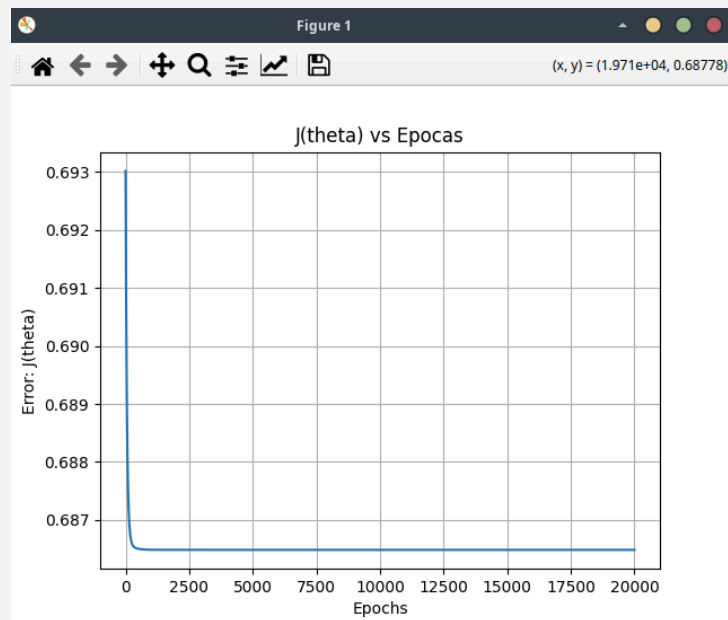 Figure 1
(x, y) = (1.971e+04, 0.68778)
J(theta) vs Epocas
0.693
0.692
0.691
0.690
0.689
0.688
0.687
Error: J(theta)
0 2500 5000 7500 10000 12500 15000 17500 20000
Epochs